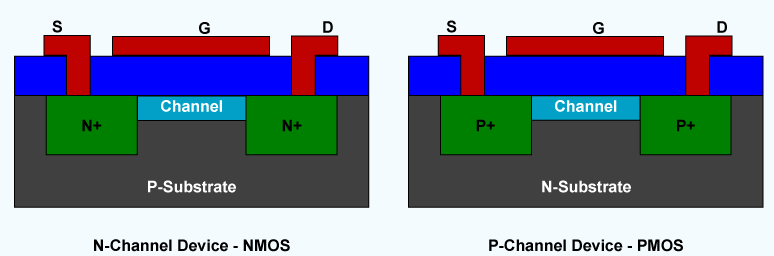 S G D S G D
Channel Channel
N+ N+ P+ P+
P-Substrate N-Substrate
N-Channel Device - NMOS P-Channel Device - PMOS